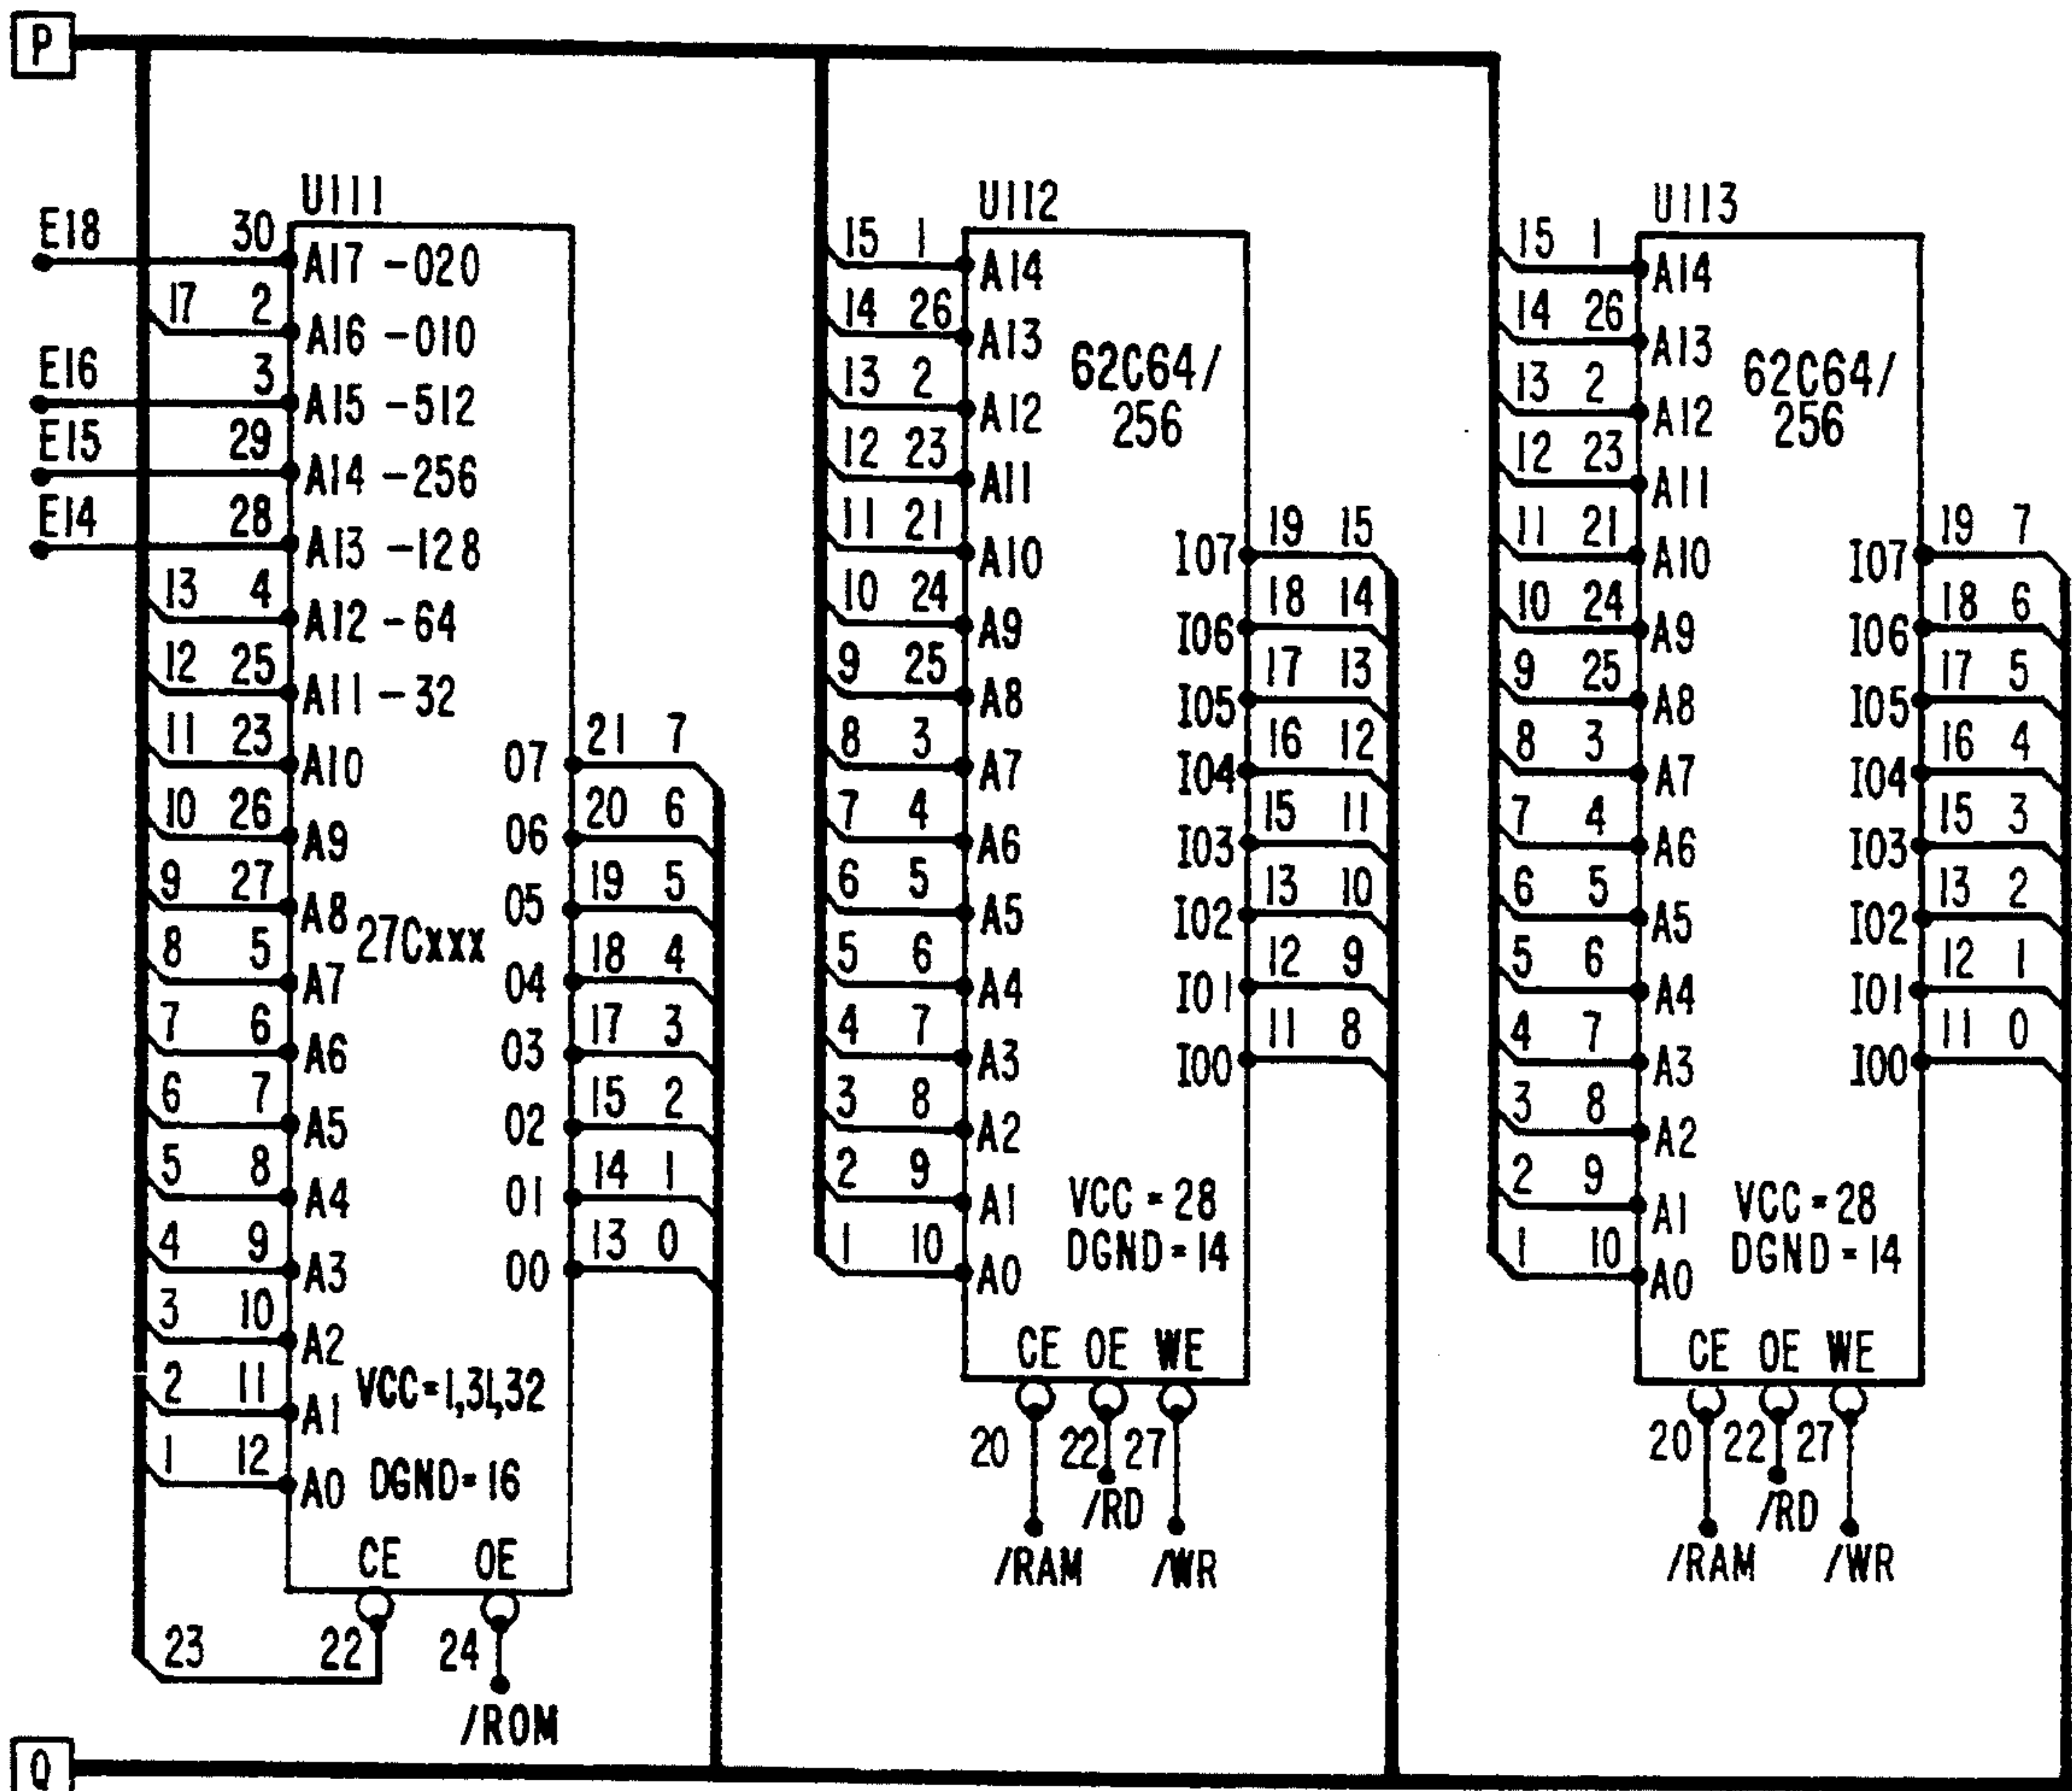 P
U111
E18 30 A17 -020
17 2 A16 -010
E16 3 A15 -512
E15 29 A14 -256
E14 28 A13 -128
13 4 A12 -64
12 25 A11 -32
11 23 A10
10 26 A9
9 27 A8
8 5 A7
7 6 A6
6 7 A5
5 8 A4
4 9 A3
3 10 A2
2 11 A1
1 12 A0
27Cxxx
O7 21 7
O6 20 6
O5 19 5
O4 18 4
O3 17 3
O2 15 2
O1 14 1
O0 13 0
VCC=1,31,32
DGND=16
CE OE
23 22 24
/ROM
U112
15 1 A14
14 26 A13
13 2 A12
12 23 A11
11 21 A10
10 24 A9
9 25 A8
8 3 A7
7 4 A6
6 5 A5
5 6 A4
4 7 A3
3 8 A2
2 9 A1
1 10 A0
62C64/
256
IO7 19 15
IO6 18 14
IO5 17 13
IO4 16 12
IO3 15 11
IO2 13 10
IO1 12 9
IO0 11 8
VCC=28
DGND=14
CE OE WE
20 22 27
/RD
/RAM /WR
U113
15 1 A14
14 26 A13
13 2 A12
12 23 A11
11 21 A10
10 24 A9
9 25 A8
8 3 A7
7 4 A6
6 5 A5
5 6 A4
4 7 A3
3 8 A2
2 9 A1
1 10 A0
62C64/
256
IO7 19 7
IO6 18 6
IO5 17 5
IO4 16 4
IO3 15 3
IO2 13 2
IO1 12 1
IO0 11 0
VCC=28
DGND=14
CE OE WE
20 22 27
/RD
/RAM /WR
Q